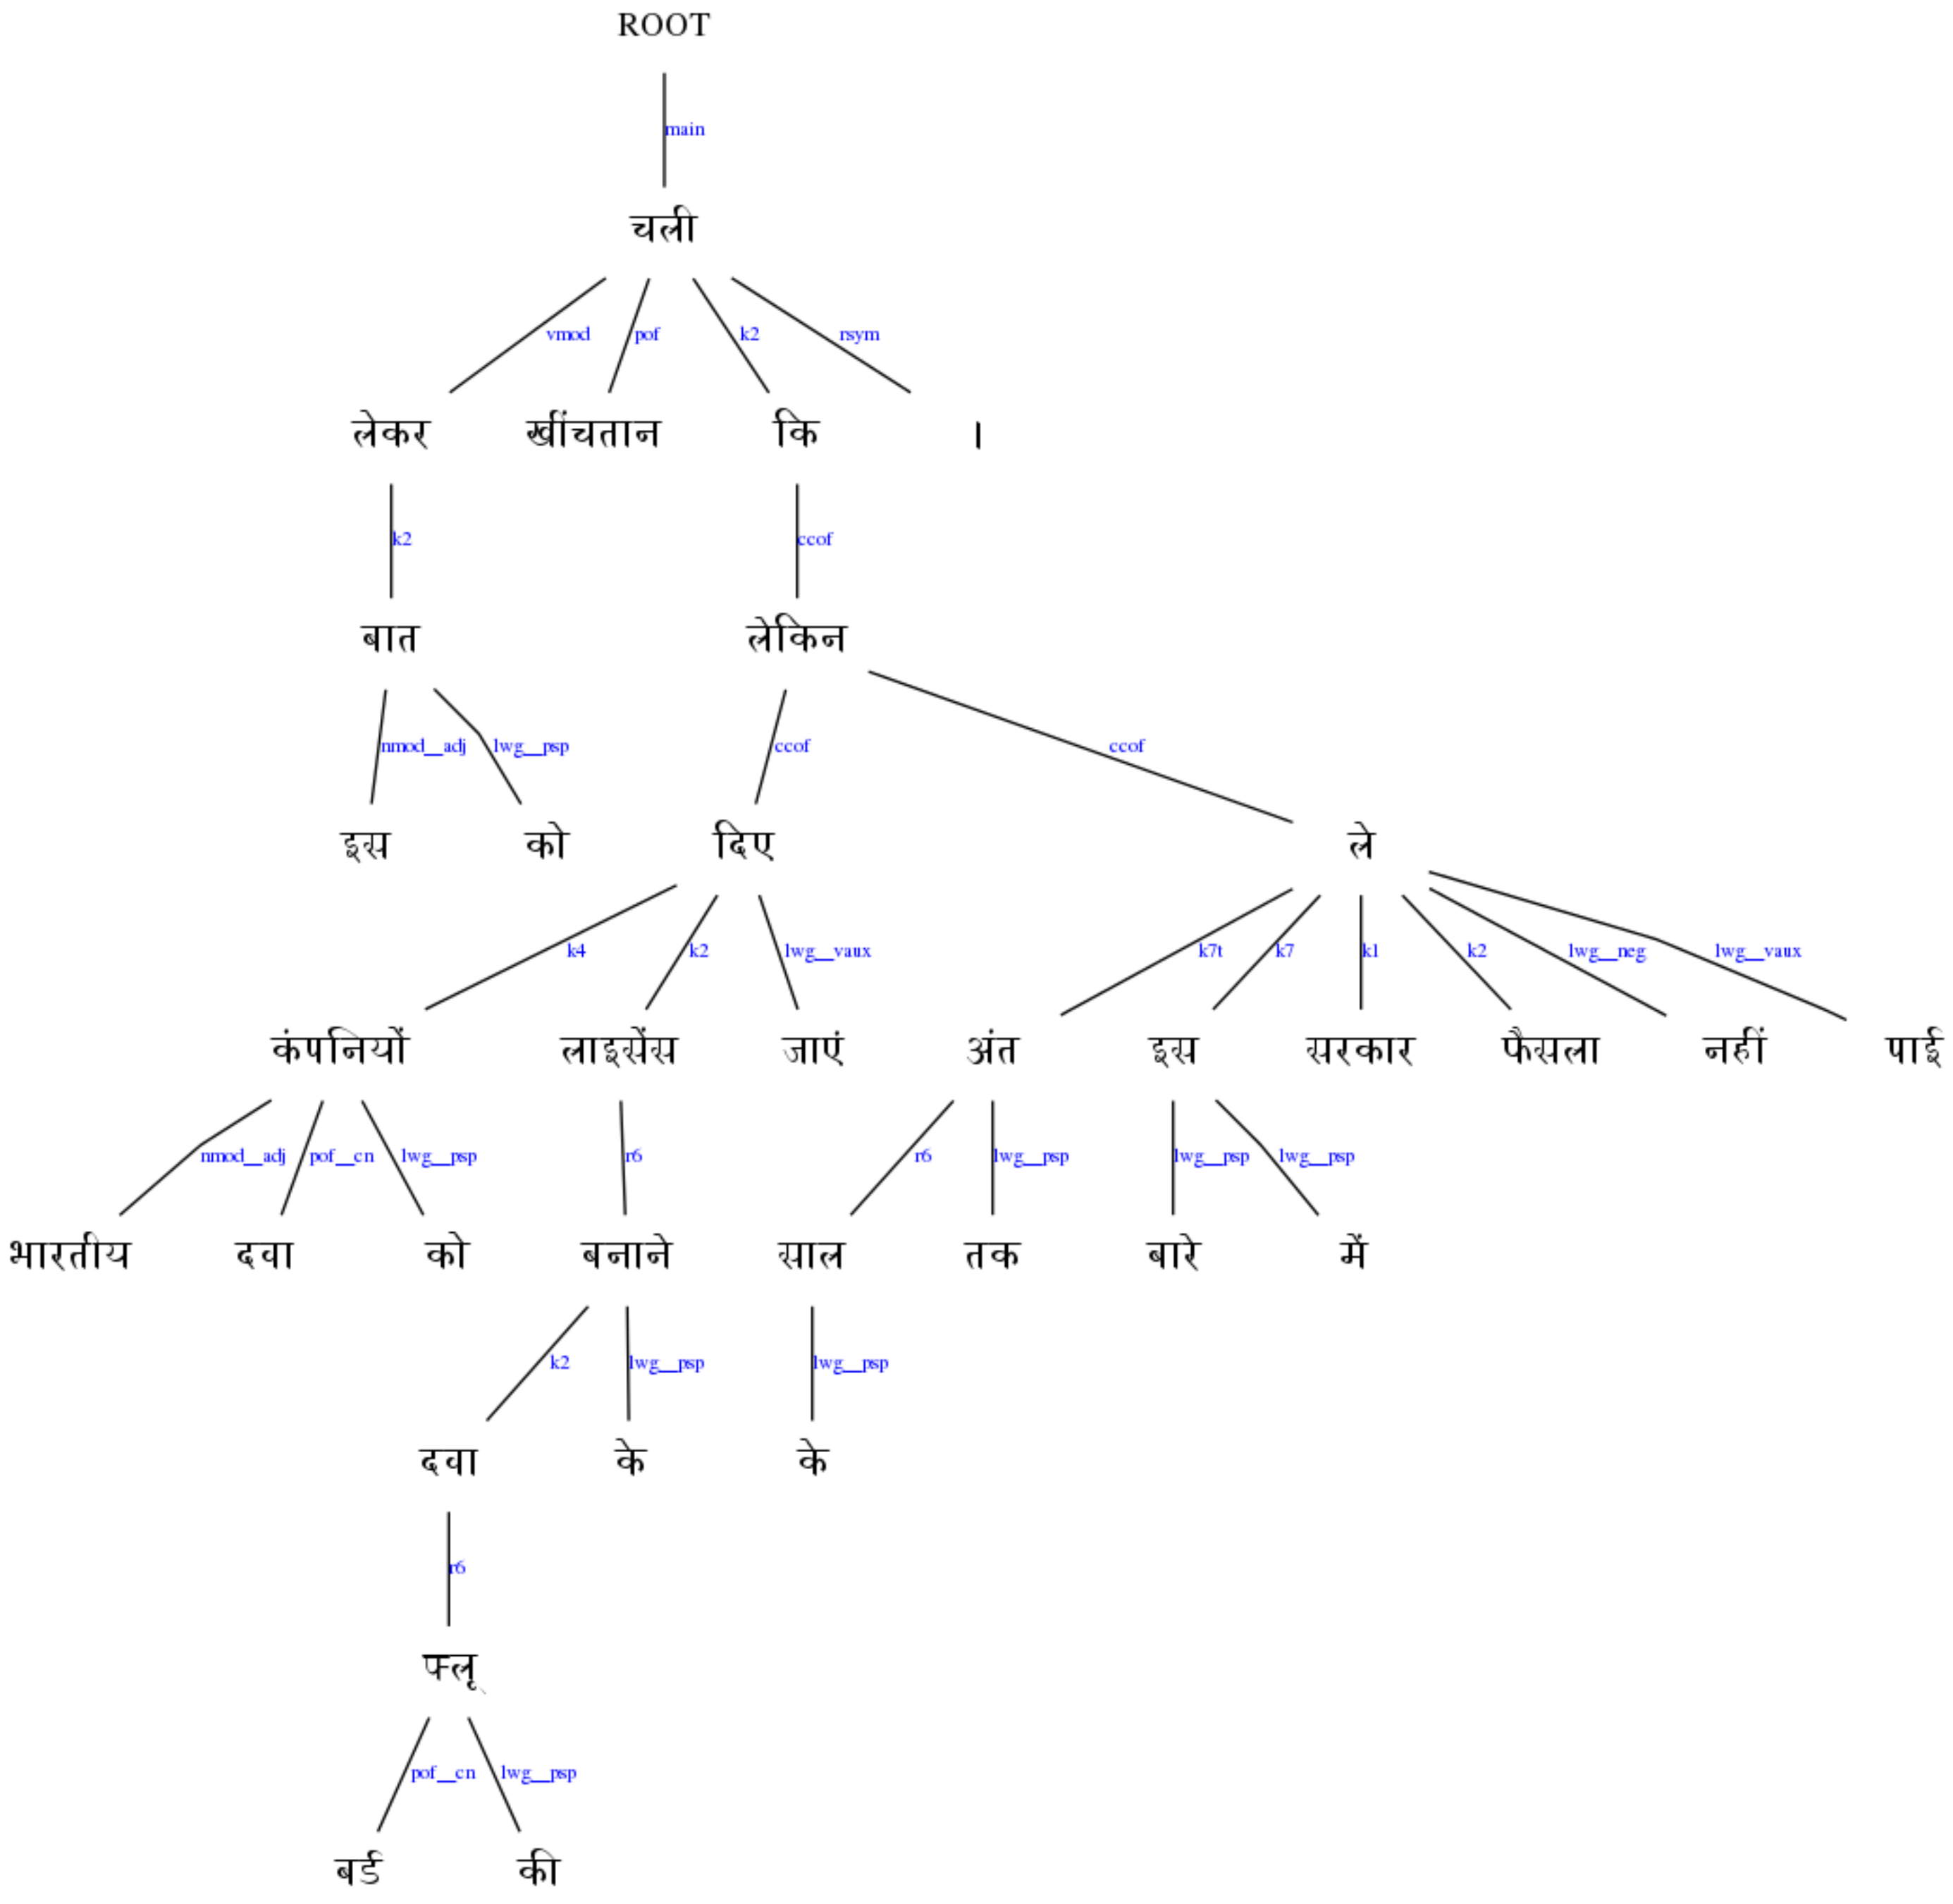 ROOT
main
चली
vmod pof k2 rsym
लेकर खींचतान कि ।
k2 ccof
बात लेकिन
nmod__adj lwg__psp ccof ccof
इस को दिए ले
k4 k2 lwg__vaux k7t k7 k1 k2 lwg__neg lwg__vaux
कंपनियों लाइसेंस जाएं अंत इस सरकार फैसला नहीं पाई
nmod__adj pof__cn lwg__psp r6 r6 lwg__psp lwg__psp lwg__psp
भारतीय दवा को बनाने साल तक बारे में
k2 lwg__psp lwg__psp
दवा के के
r6
फ्लू
pof__cn lwg__psp
बर्ड की